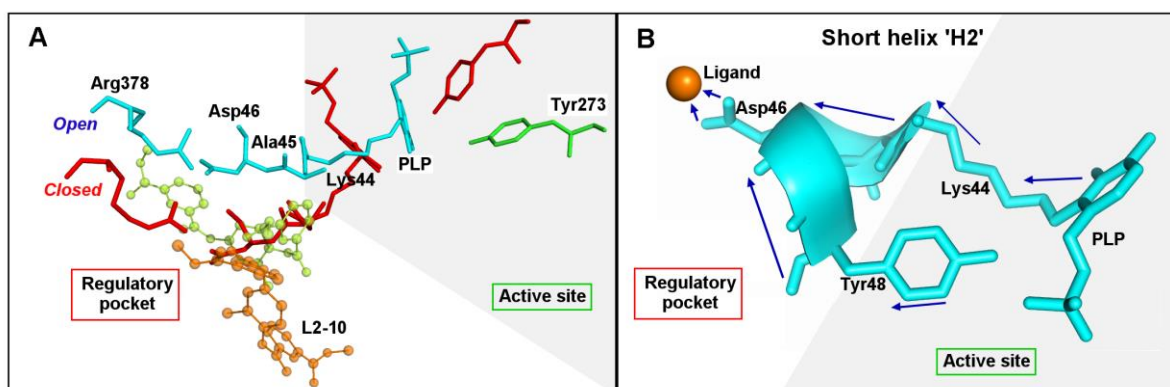 A
Arg378
Asp46
Open
Ala45
Tyr273
PLP
Closed
Lys44
Regulatory
pocket
Active site
L2-10
B
Short helix 'H2'
Ligand
Asp46
Lys44
PLP
Regulatory
pocket
Tyr48
Active site